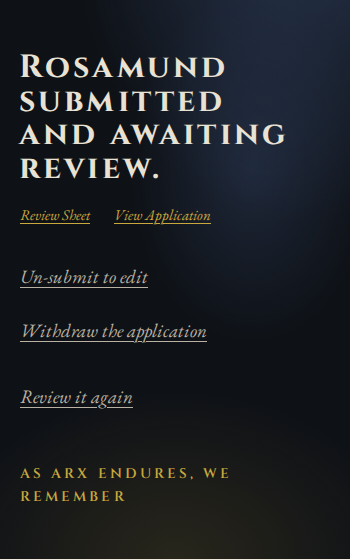 Rosamund
submitted
and awaiting
review.
Review Sheet View Application
Un-submit to edit
Withdraw the application
Review it again
AS ARX ENDURES, WE
REMEMBER